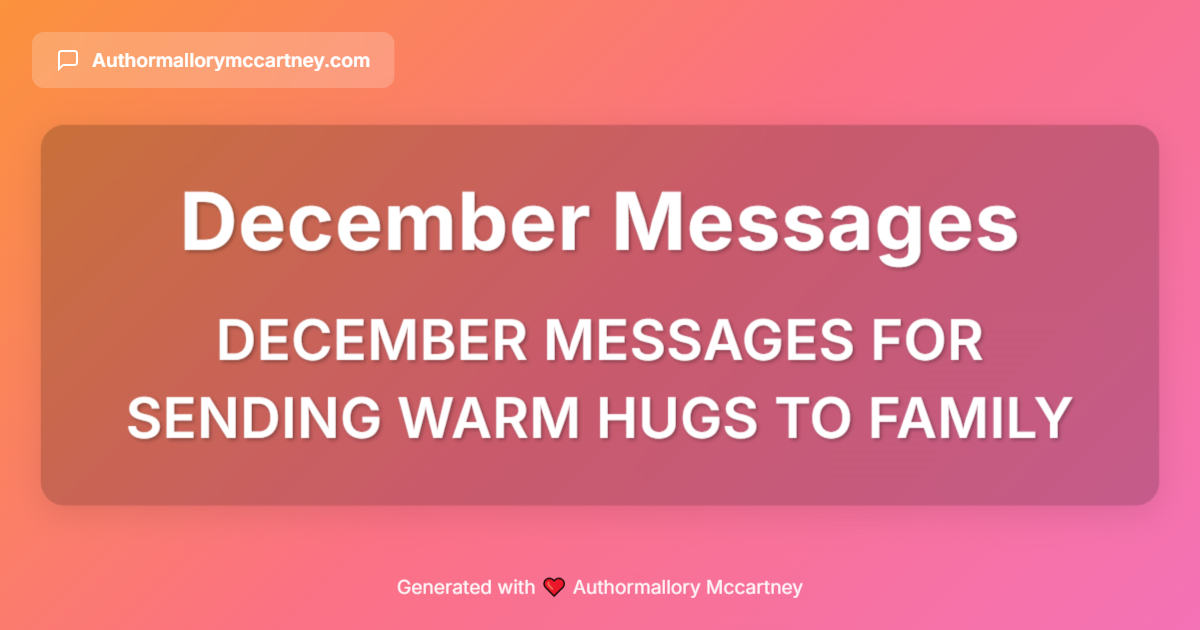 Authormallorymccartney.com
December Messages
DECEMBER MESSAGES FOR
SENDING WARM HUGS TO FAMILY
Generated with ❤️ Authormallory Mccartney